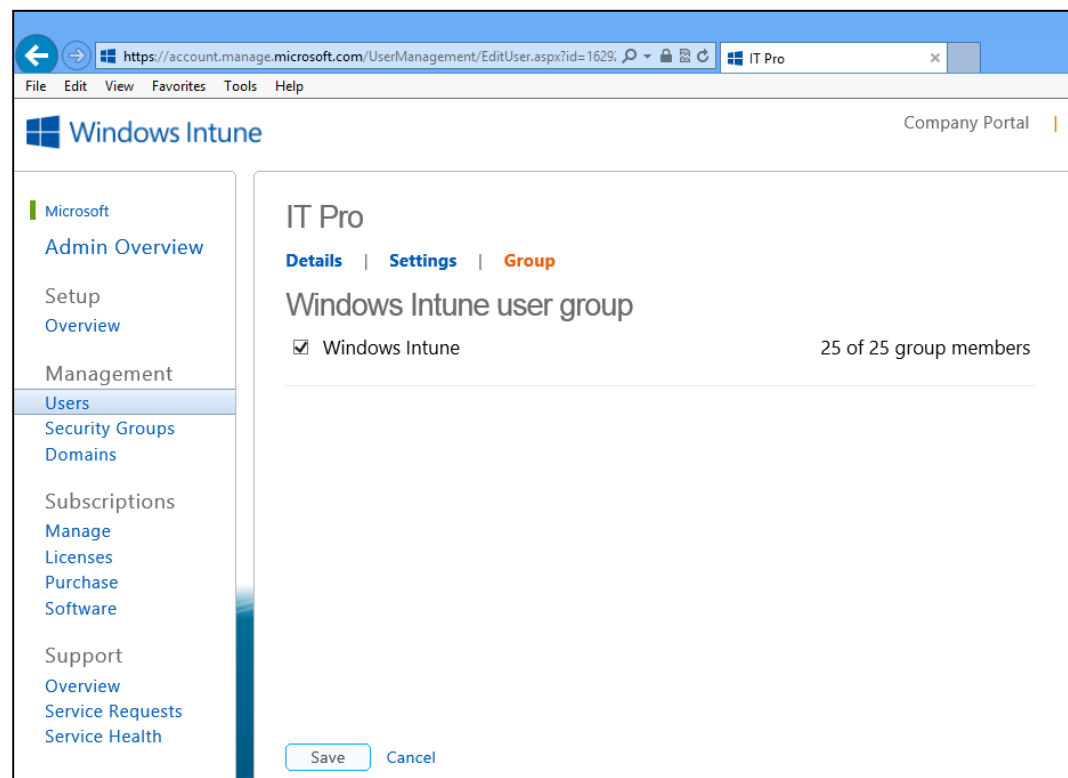 https://account.manage.microsoft.com/UserManagement/EditUser.aspx?id=1629
IT Pro
File Edit View Favorites Tools Help
Windows Intune
Company Portal |
Microsoft
Admin Overview
Setup
Overview
Management
Users
Security Groups
Domains
Subscriptions
Manage
Licenses
Purchase
Software
Support
Overview
Service Requests
Service Health
IT Pro
Details | Settings | Group
Windows Intune user group
Windows Intune 25 of 25 group members
Save Cancel